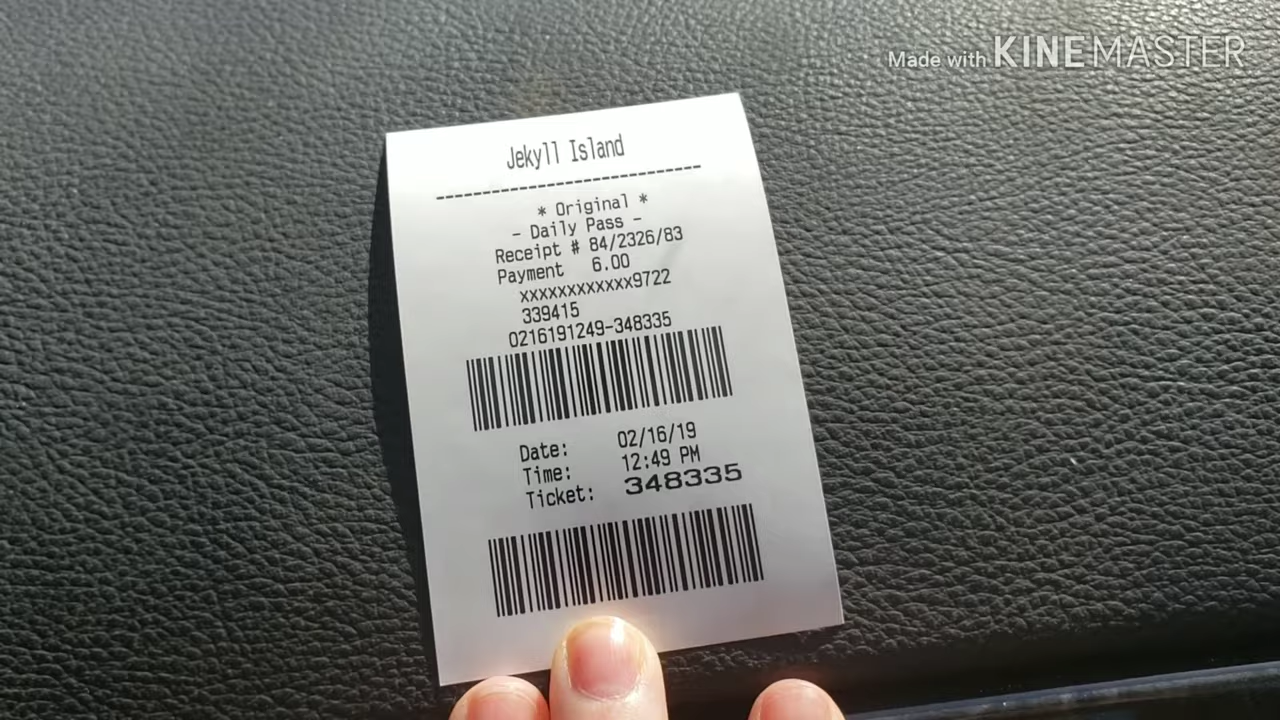 Made with KINEMASTER
Jekyll Island
* Original *
- Daily Pass -
Receipt # 84/2326/83
Payment 6.00
xxxxxxxxxxxx9722
339415
0216191249-348335
Date: 02/16/19
Time: 12:49 PM
Ticket: 348335